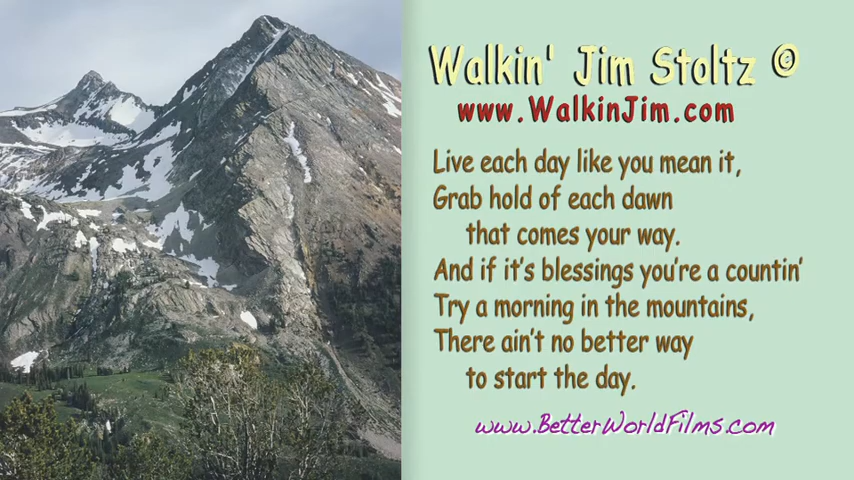 Walkin' Jim Stoltz ©
www.WalkinJim.com
Live each day like you mean it,
Grab hold of each dawn
that comes your way.
And if it's blessings you're a countin'
Try a morning in the mountains,
There ain't no better way
to start the day.
www.BetterWorldFilms.com